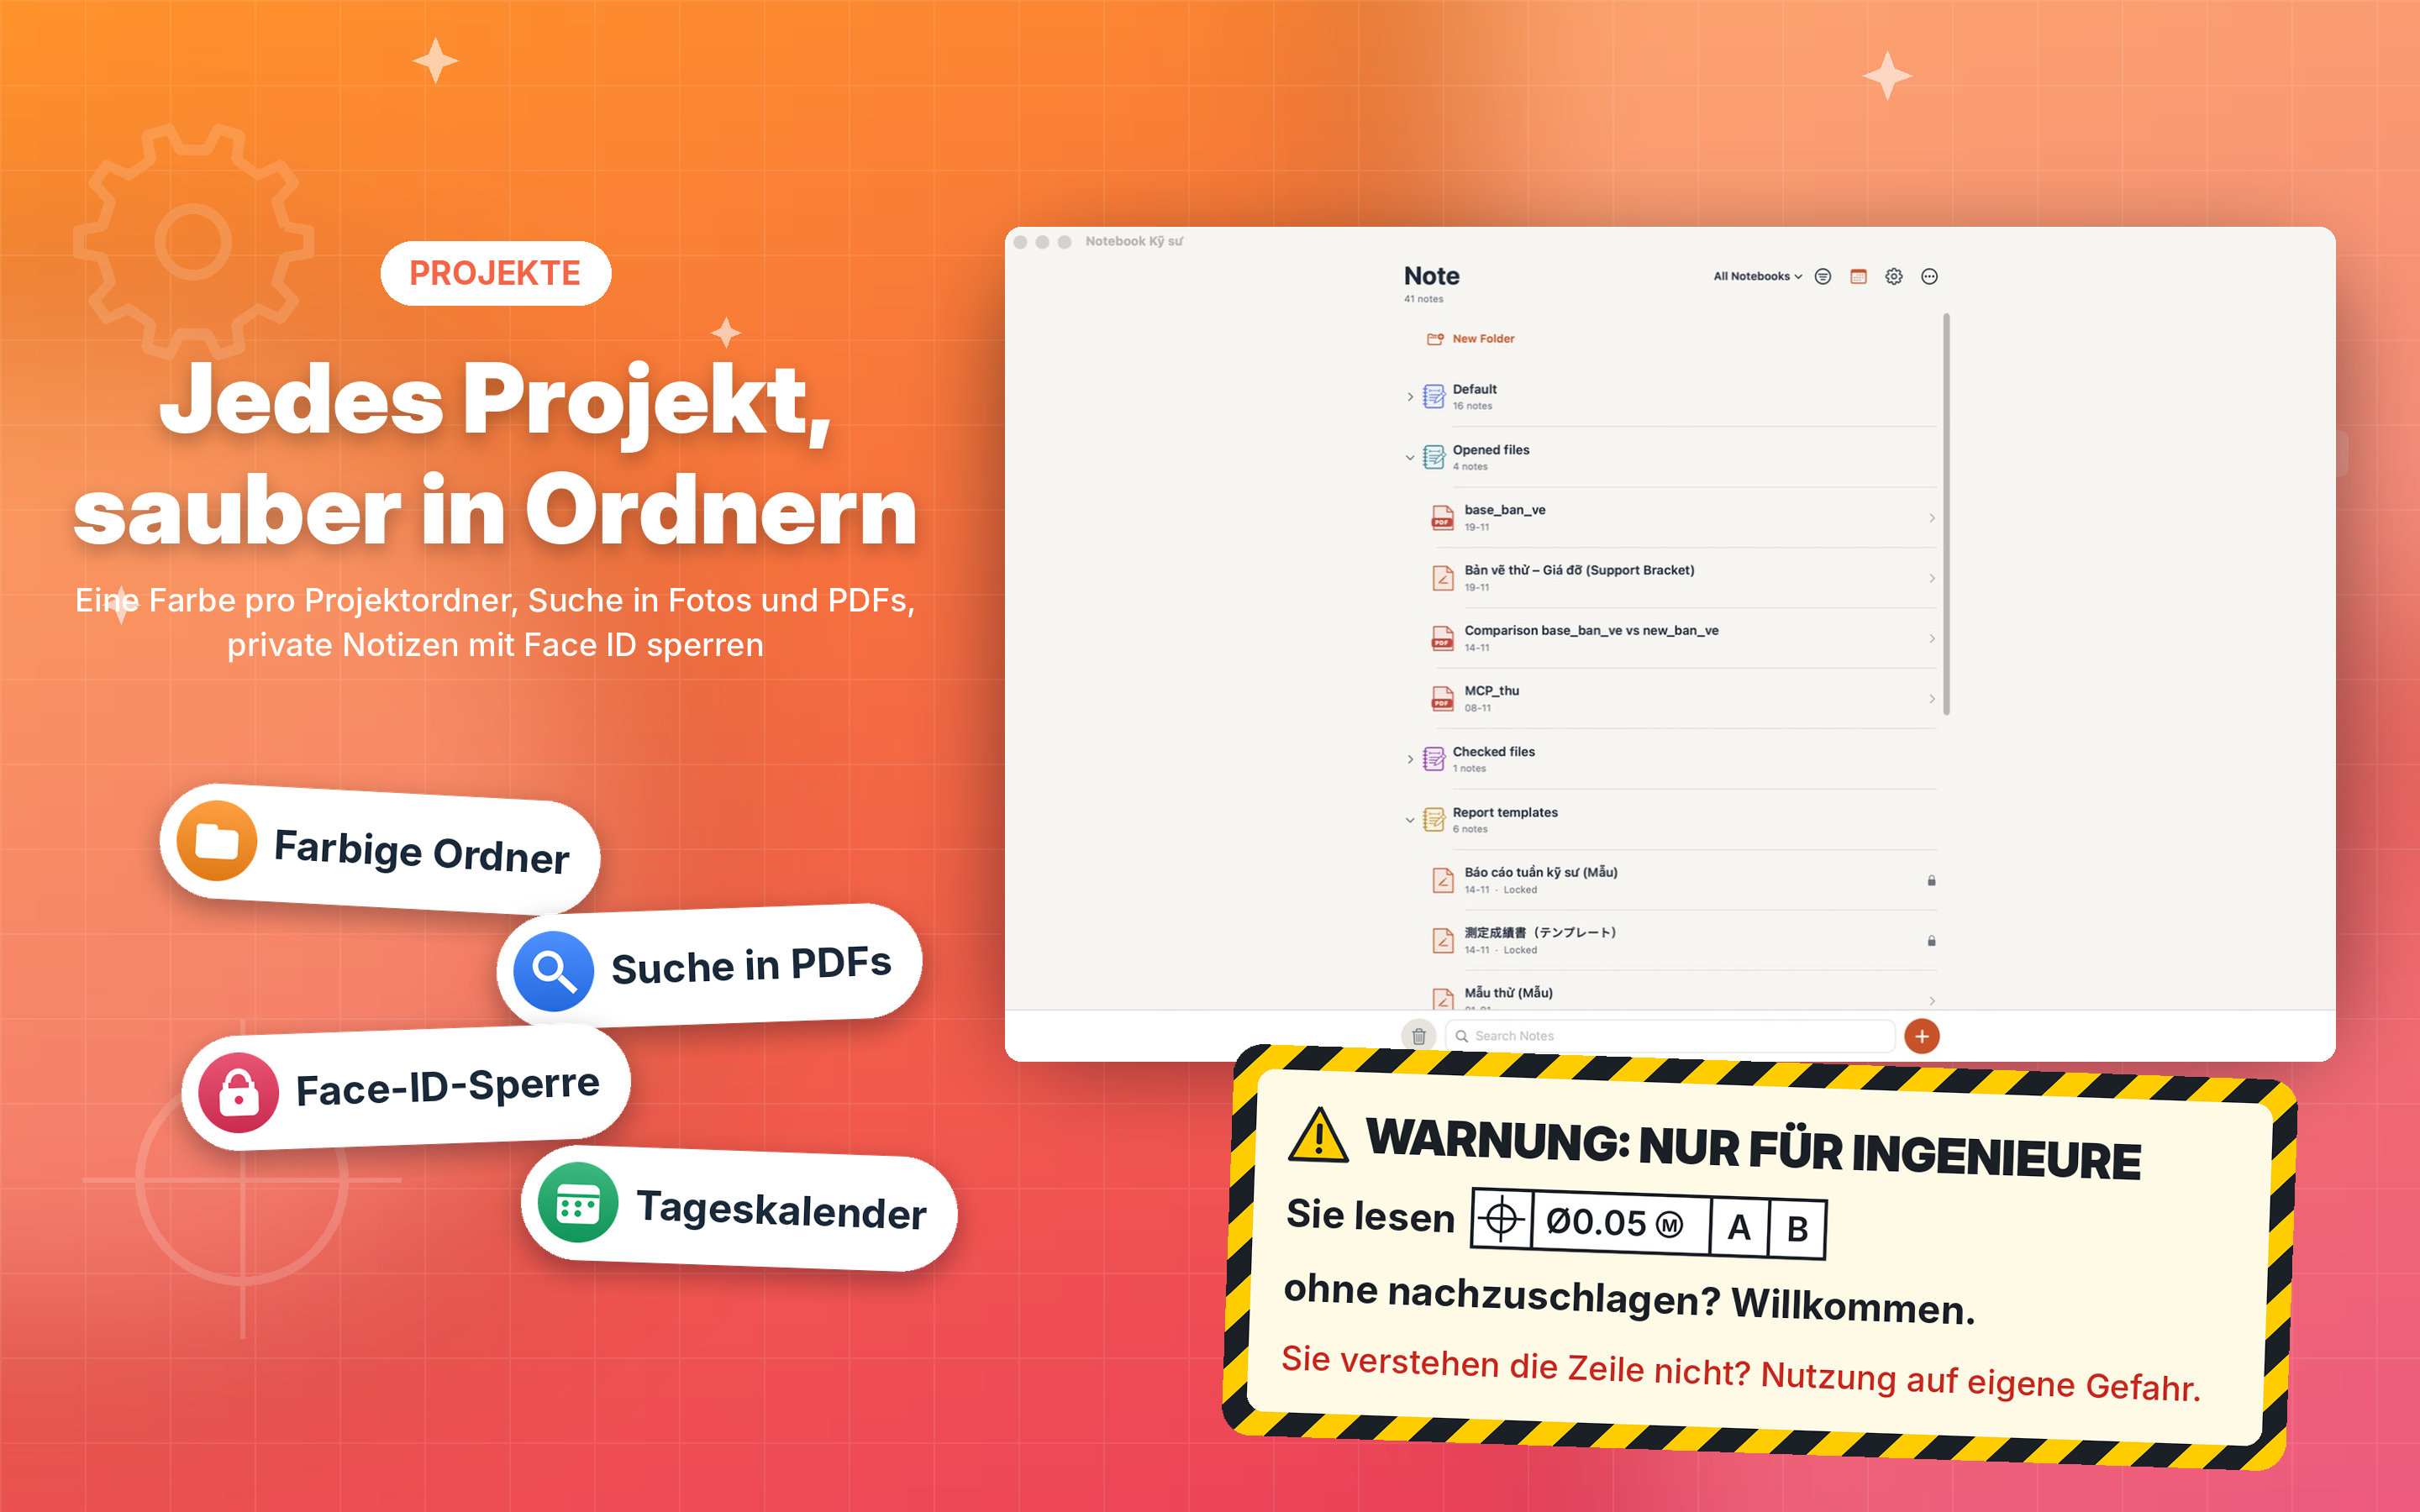 PROJEKTE
Jedes Projekt,
sauber in Ordnern
Eine Farbe pro Projektordner, Suche in Fotos und PDFs,
private Notizen mit Face ID sperren
Farbige Ordner
Suche in PDFs
Face-ID-Sperre
Tageskalender
Notebook Kỹ sư
Note
All Notebooks
41 notes
New Folder
Default
16 notes
Opened files
4 notes
base_ban_ve
PDF
19-11
Bản vẽ thử – Giá đỡ (Support Bracket)
19-11
Comparison base_ban_ve vs new_ban_ve
PDF
14-11
MCP_thu
PDF
08-11
Checked files
1 notes
Report templates
6 notes
Báo cáo tuần kỹ sư (Mẫu)
14-11 · Locked
測定成績書（テンプレート）
14-11 · Locked
Mẫu thử (Mẫu)
Search Notes
WARNUNG: NUR FÜR INGENIEURE
Sie lesen ⌖ Ø0.05 Ⓜ A B
ohne nachzuschlagen? Willkommen.
Sie verstehen die Zeile nicht? Nutzung auf eigene Gefahr.